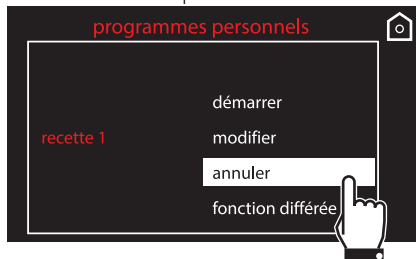 programmes personnels
démarrer
recette 1
modifier
annuler
fonction différée